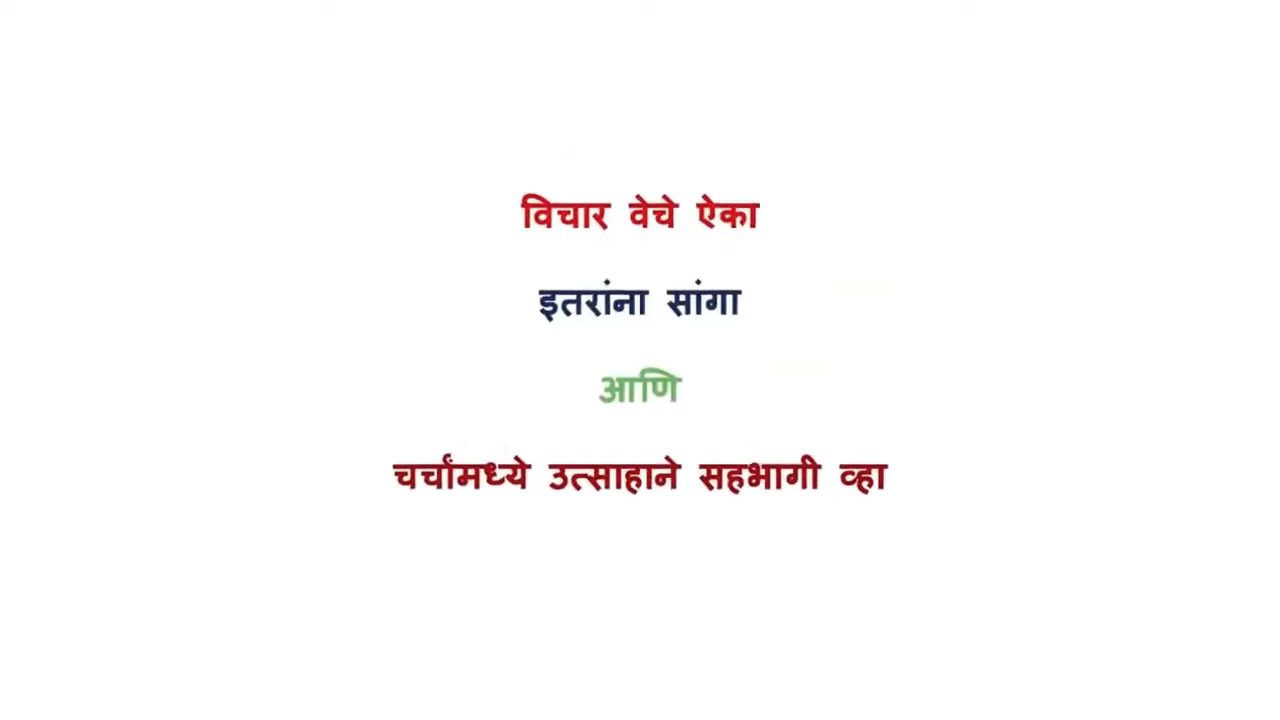 विचार वेचे ऐका
इतरांना सांगा
आणि
चर्चांमध्ये उत्साहाने सहभागी व्हा